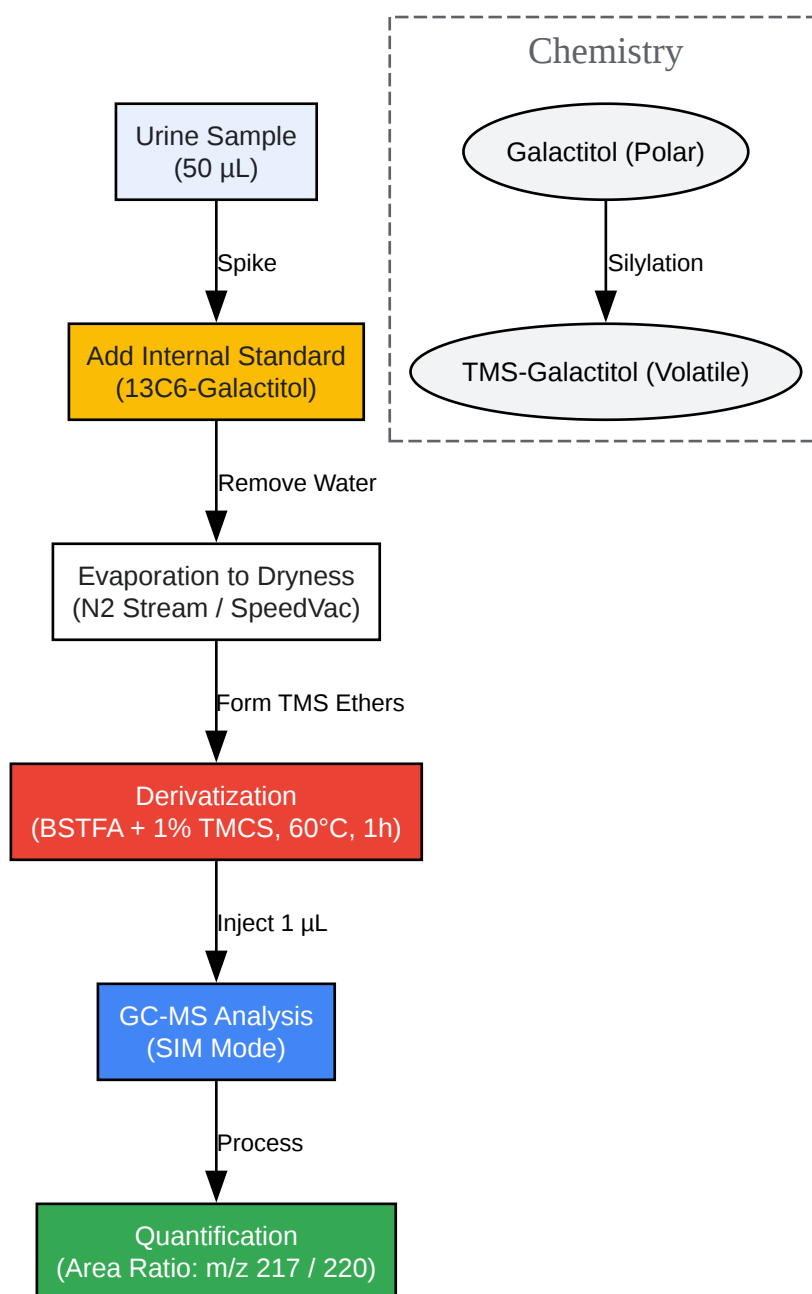 Chemistry
Urine Sample
(50 µL)
Galactitol (Polar)
Spike
Silylation
Add Internal Standard
(13C6-Galactitol)
TMS-Galactitol (Volatile)
Remove Water
Evaporation to Dryness
(N2 Stream / SpeedVac)
Form TMS Ethers
Derivatization
(BSTFA + 1% TMCS, 60°C, 1h)
Inject 1 µL
GC-MS Analysis
(SIM Mode)
Process
Quantification
(Area Ratio: m/z 217 / 220)